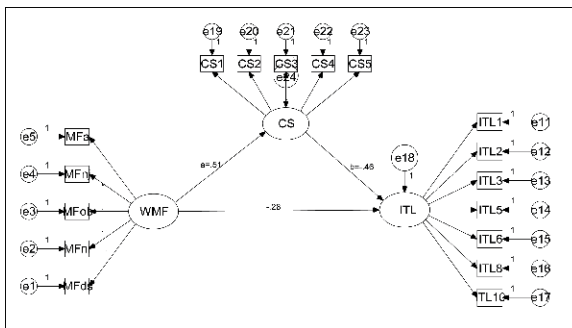 e19 e20 e21 e22 e23
1 1 1 1 1
CS1 CS2 CS3 CS4 CS5
e24
CS
e5 1 MFa
e4 1 MFn
e3 1 MFob
e2 1 MFn
e1 1 MFds
WMF
a=.51
b=-.46
-.28
e18
1
ITL
ITL1 1 e11
ITL2 1 e12
ITL3 1 e13
ITL5 1 e14
ITL6 1 e15
ITL8 1 e16
ITL10 1 e17